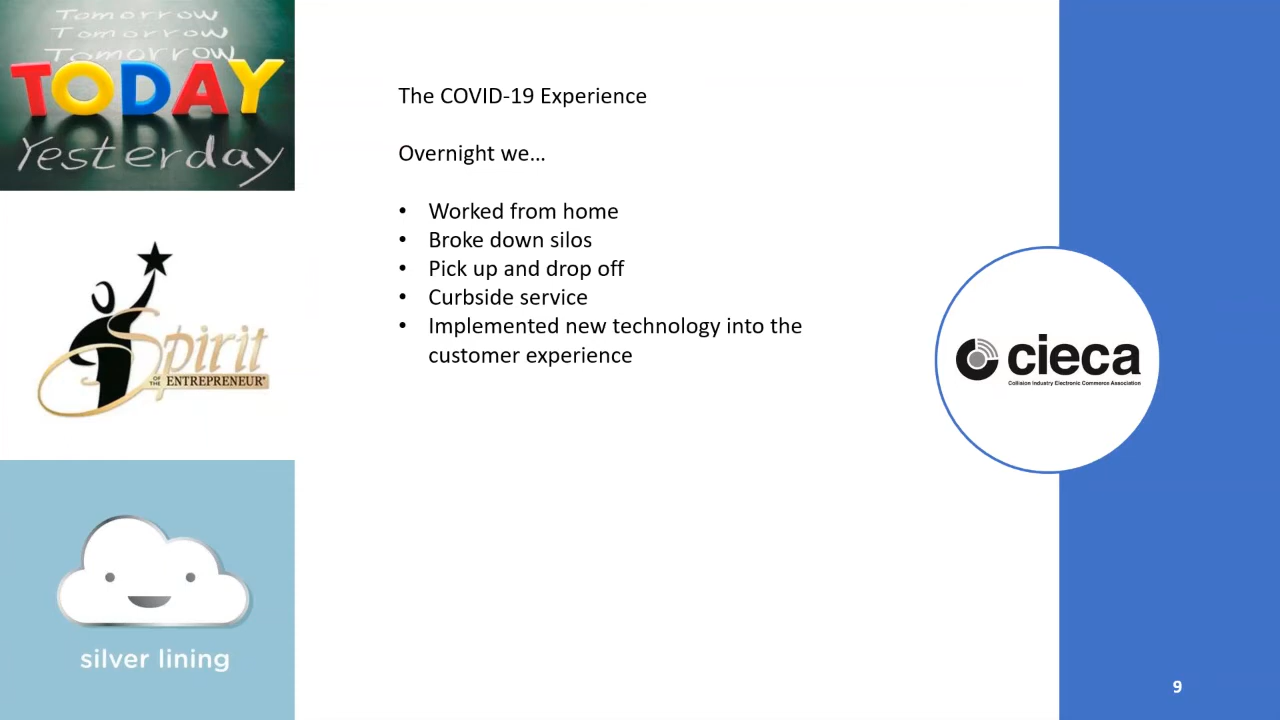 Tomorrow
Tomorrow
Tomorrow
TODAY
Yesterday
The COVID-19 Experience
Overnight we...
• Worked from home
• Broke down silos
• Pick up and drop off
• Curbside service
• Implemented new technology into the
customer experience
Spirit
OF THE ENTREPRENEUR
cieca
Collision Industry Electronic Commerce Association
silver lining
9